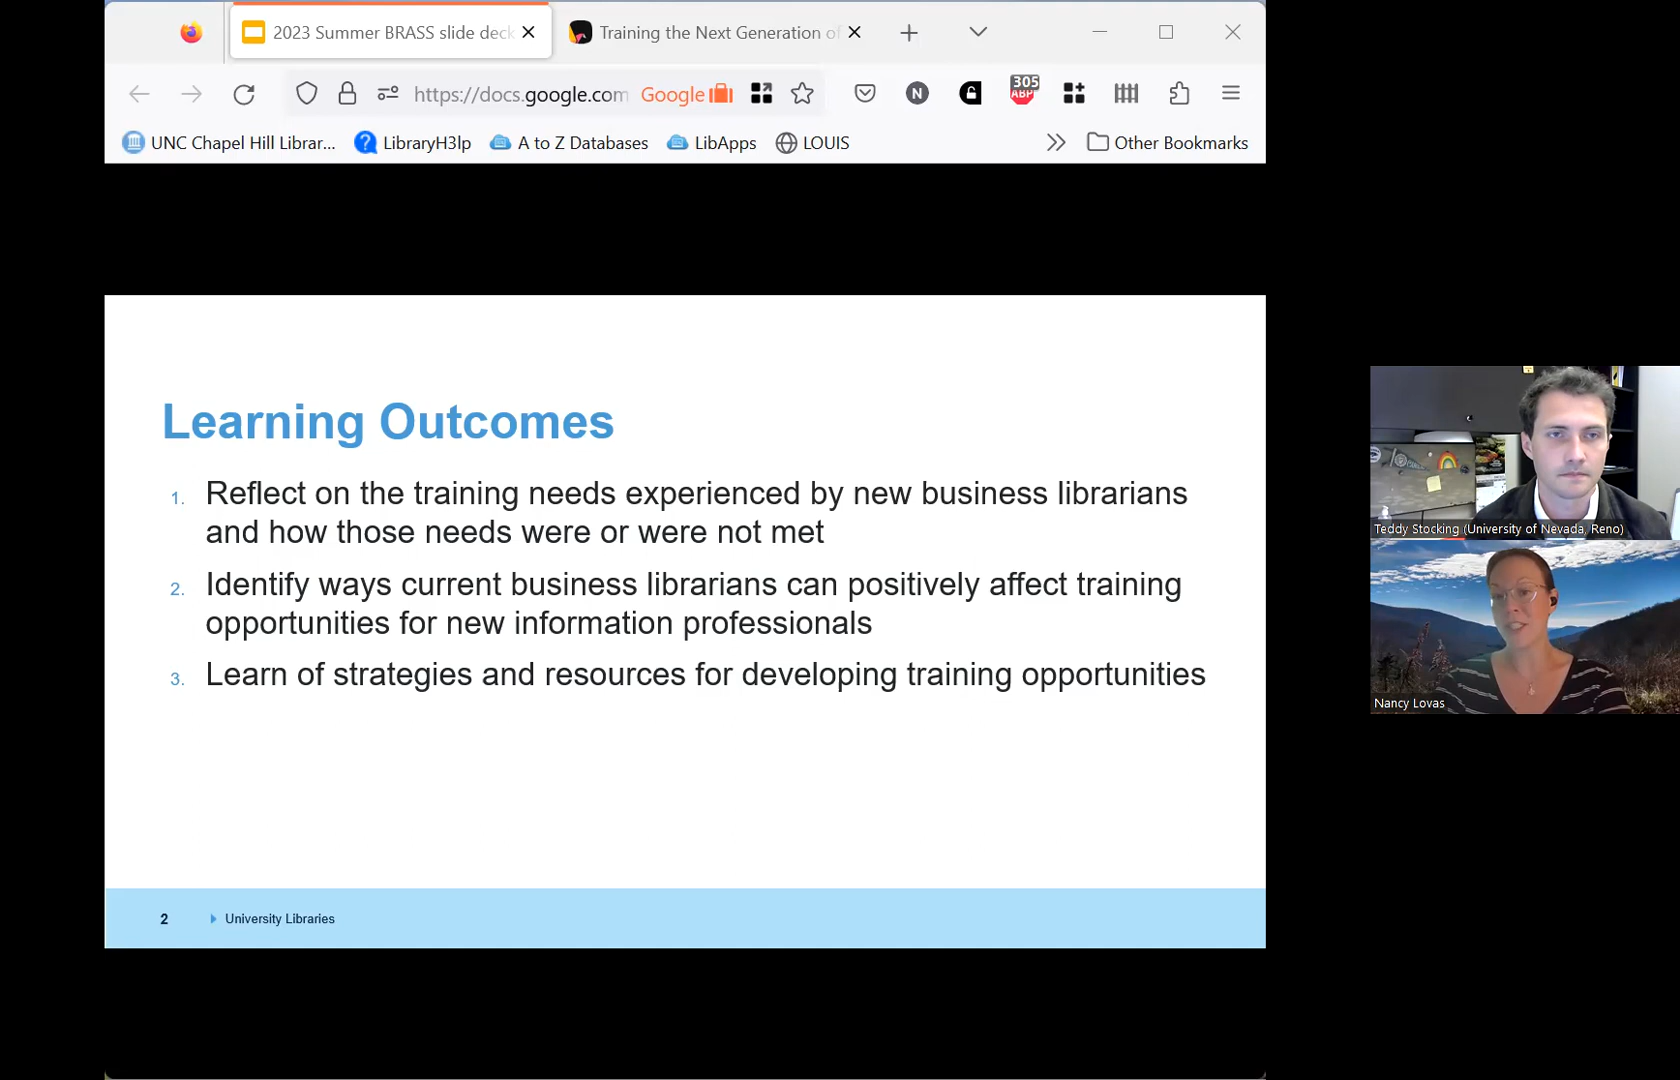 2023 Summer BRASS slide deck
Training the Next Generation of
https://docs.google.com
Google
N
305
ABP
UNC Chapel Hill Librar...
? LibraryH3lp
A to Z Databases
LibApps
LOUIS
Other Bookmarks
Learning Outcomes
1. Reflect on the training needs experienced by new business librarians
and how those needs were or were not met
2. Identify ways current business librarians can positively affect training
opportunities for new information professionals
3. Learn of strategies and resources for developing training opportunities
2
University Libraries
Teddy Stocking (University of Nevada, Reno)
Nancy Lovas